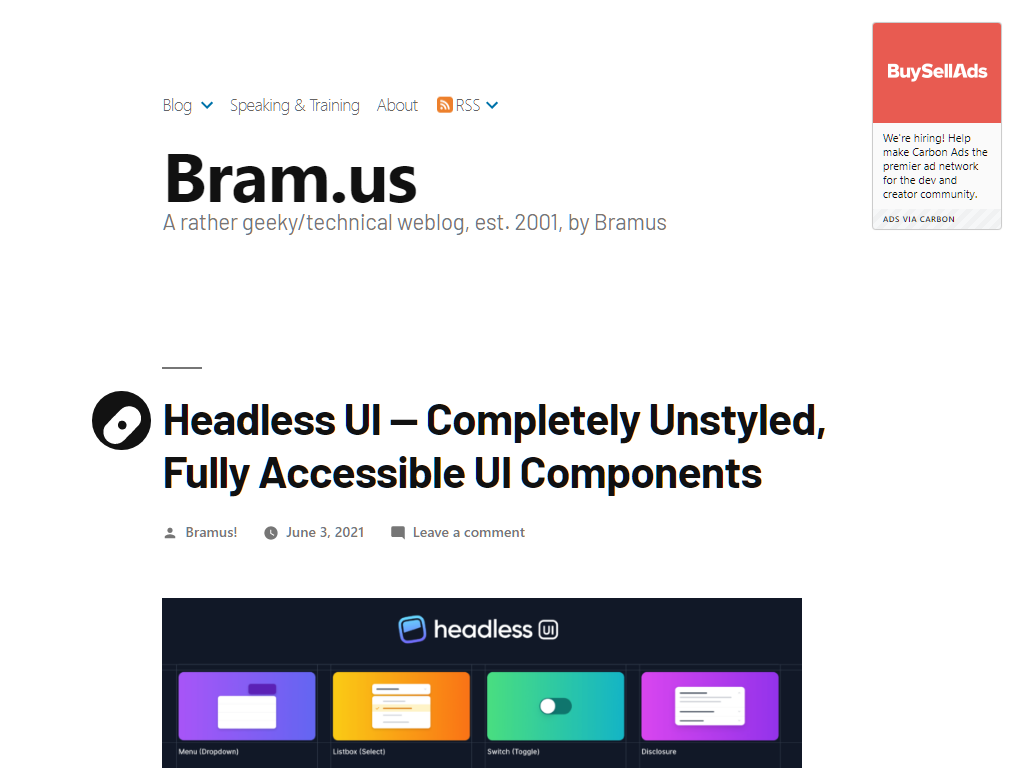 Blog Speaking & Training About RSS
Bram.us
A rather geeky/technical weblog, est. 2001, by Bramus
BuySellAds
We're hiring! Help
make Carbon Ads the
premier ad network
for the dev and
creator community.
ADS VIA CARBON
Headless UI — Completely Unstyled,
Fully Accessible UI Components
Bramus! June 3, 2021 Leave a comment
headless UI
Menu (Dropdown) Listbox (Select) Switch (Toggle) Disclosure